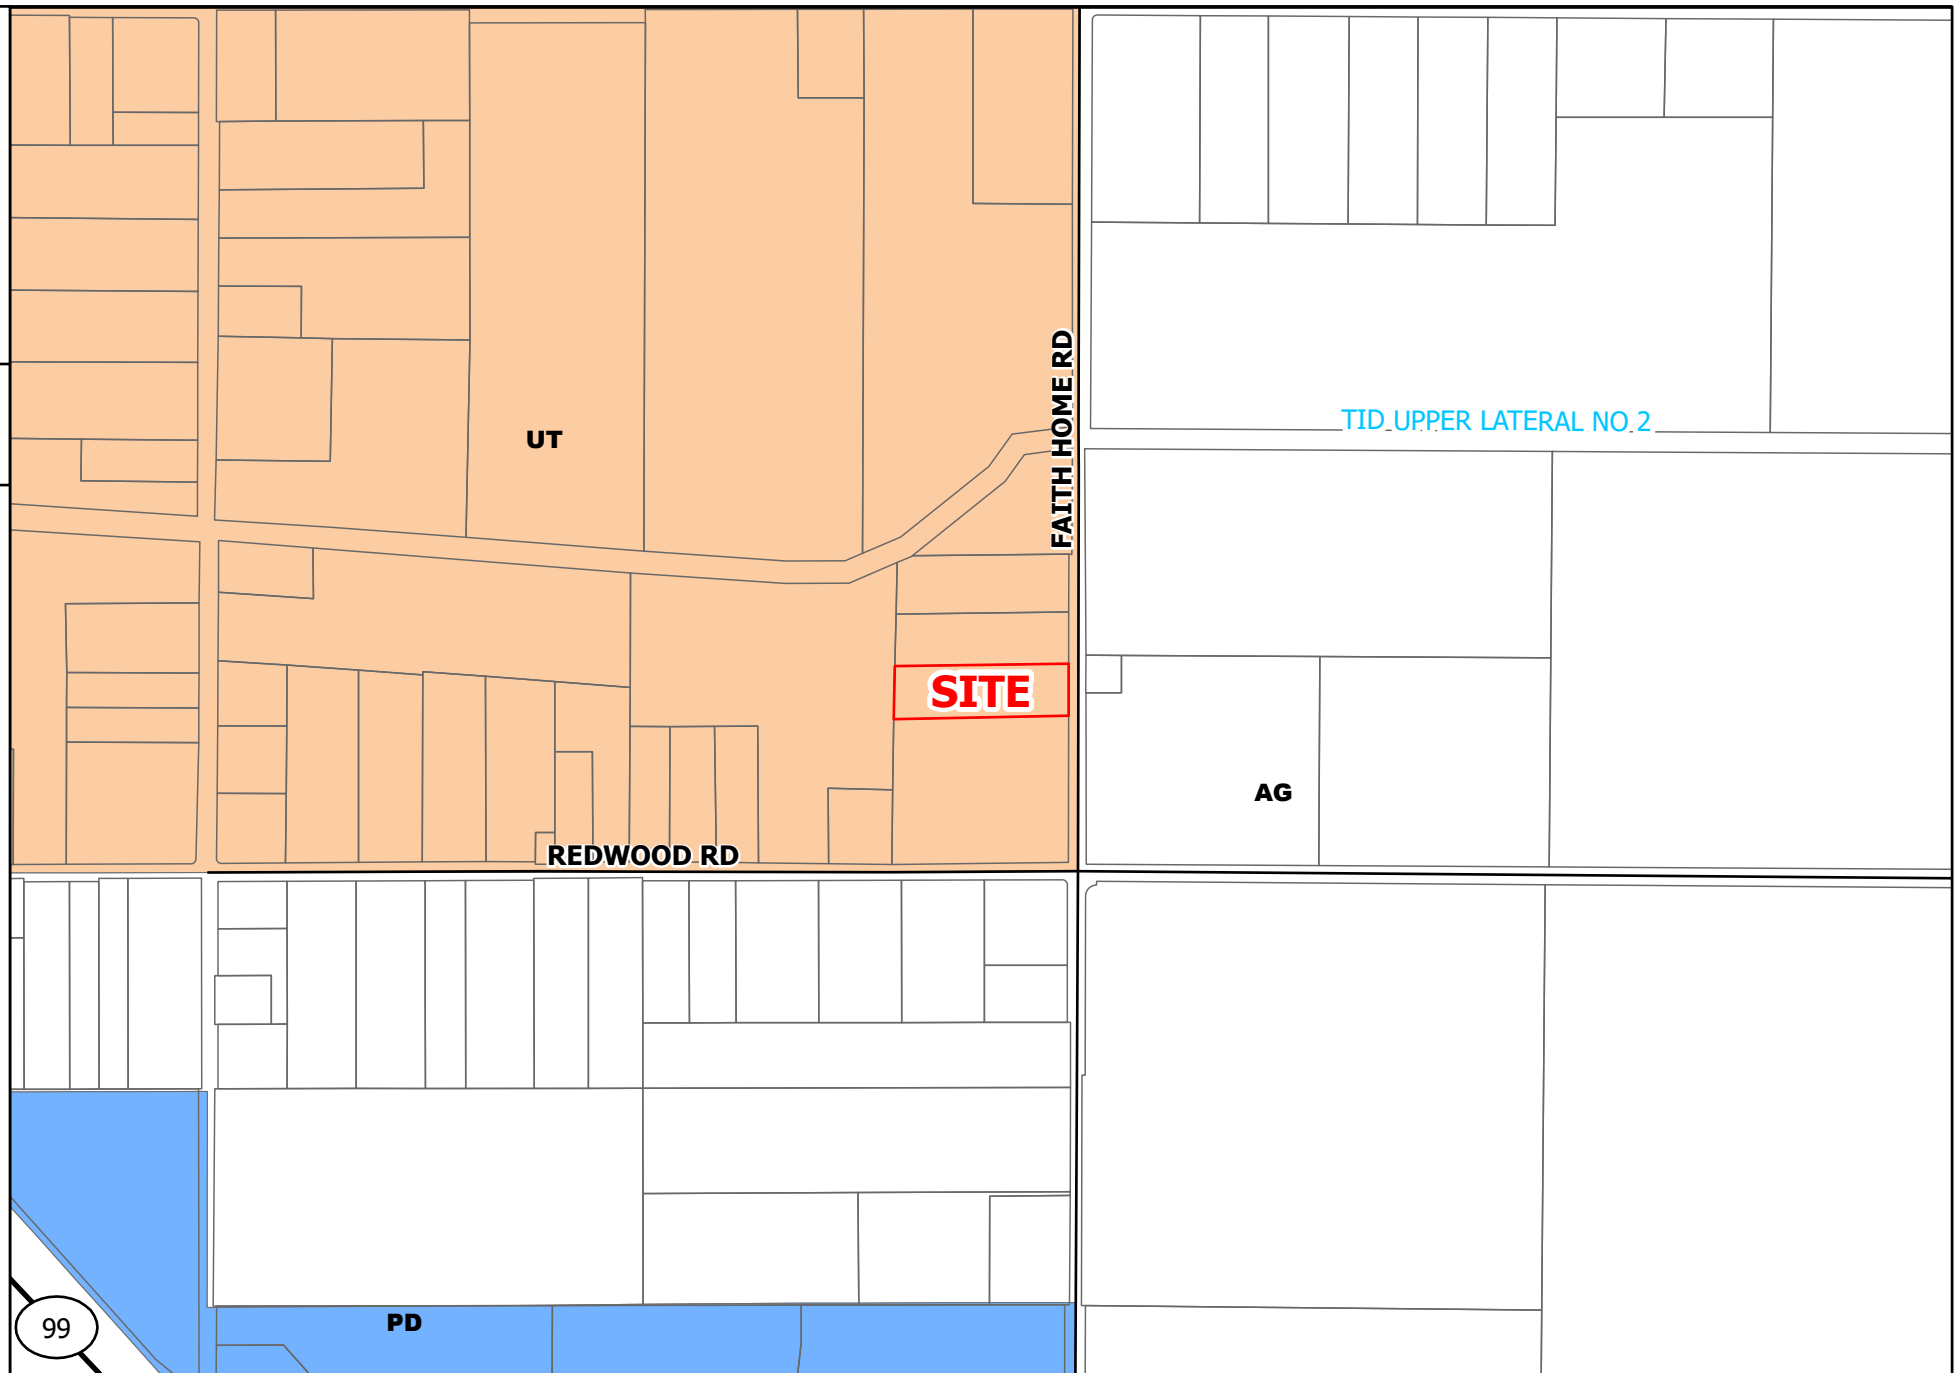 TID UPPER LATERAL NO 2
UT
FAITH HOME RD
SITE
AG
REDWOOD RD
PD
99